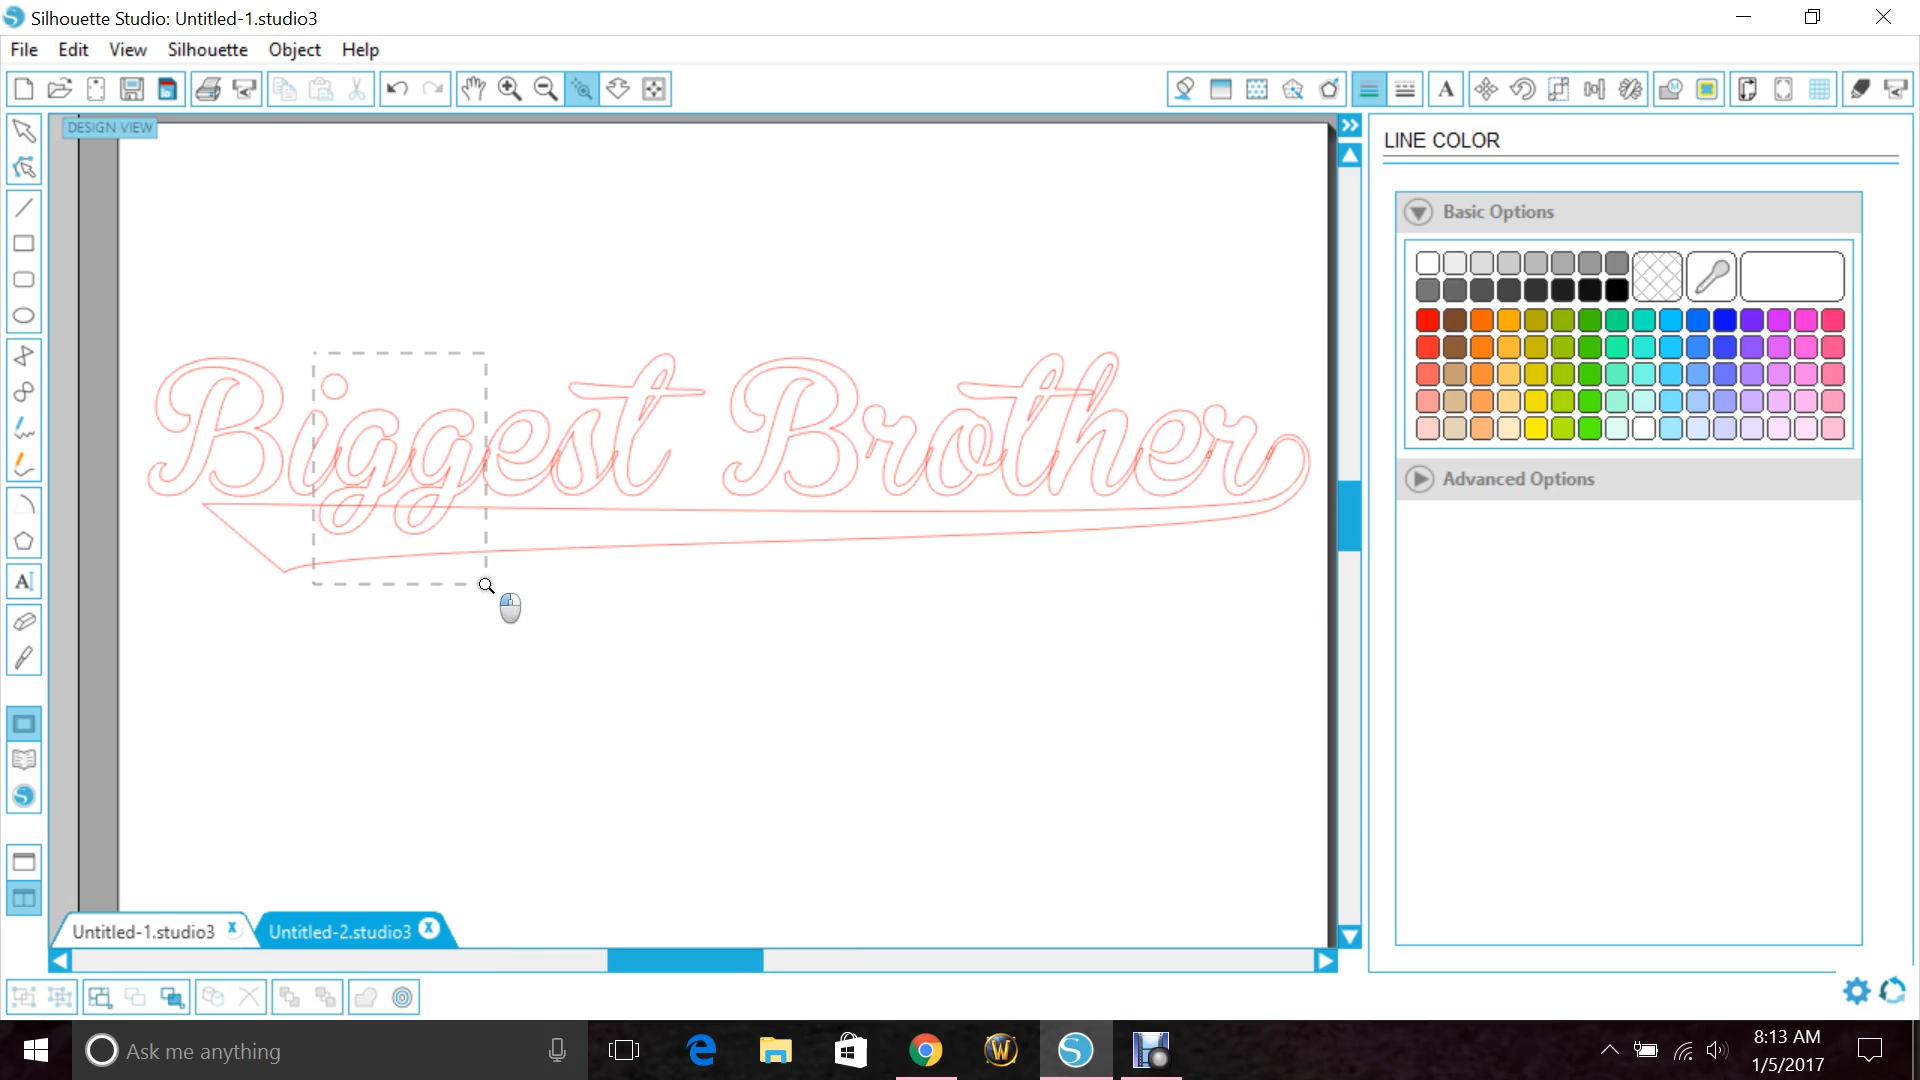 Silhouette Studio: Untitled-1.studio3
File Edit View Silhouette Object Help
DESIGN VIEW
LINE COLOR
Basic Options
Biggest Brother
Advanced Options
Untitled-1.studio3 x Untitled-2.studio3 x
Ask me anything
8:13 AM
1/5/2017